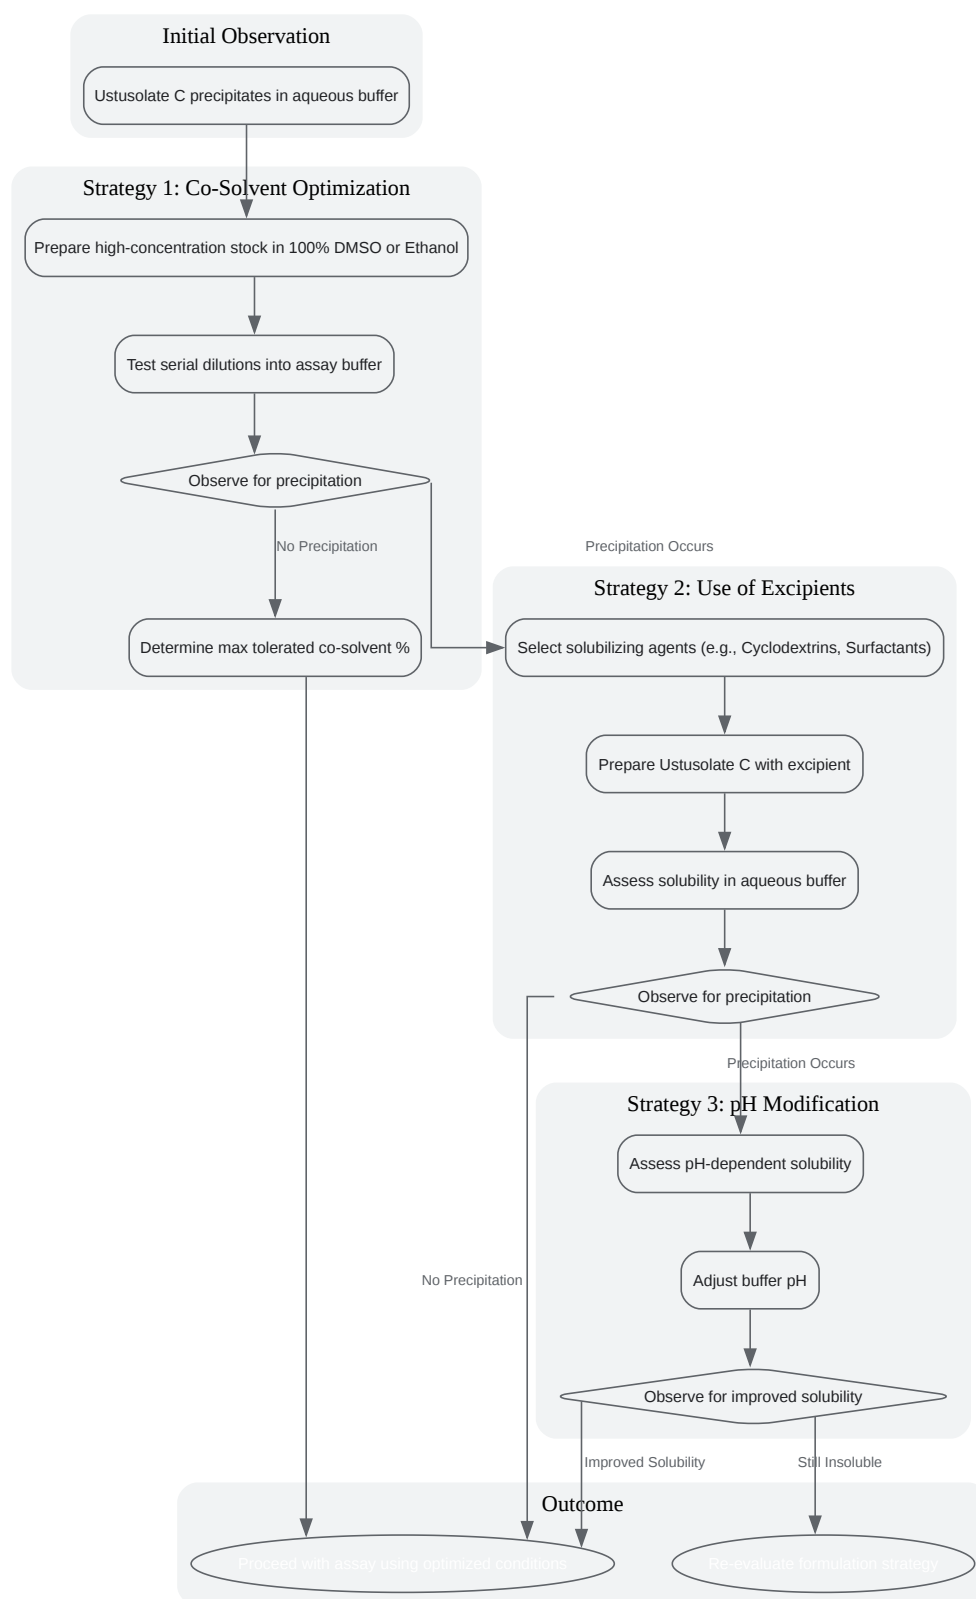 Initial Observation
Ustusolate C precipitates in aqueous buffer
Strategy 1: Co-Solvent Optimization
Prepare high-concentration stock in 100% DMSO or Ethanol
Test serial dilutions into assay buffer
Observe for precipitation
No Precipitation
Precipitation Occurs
Determine max tolerated co-solvent %
Strategy 2: Use of Excipients
Select solubilizing agents (e.g., Cyclodextrins, Surfactants)
Prepare Ustusolate C with excipient
Assess solubility in aqueous buffer
Observe for precipitation
Precipitation Occurs
Strategy 3: pH Modification
Assess pH-dependent solubility
Adjust buffer pH
No Precipitation
Observe for improved solubility
Improved Solubility
Still Insoluble
Outcome
Proceed with assay using optimized conditions
Re-evaluate formulation strategy